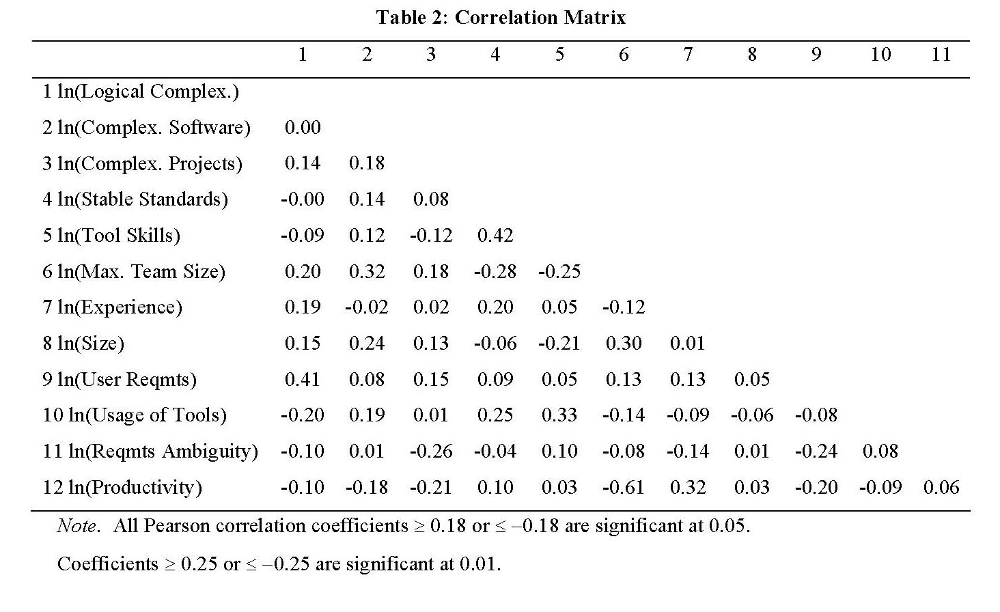 Table 2: Correlation Matrix
1 2 3 4 5 6 7 8 9 10 11
1 ln(Logical Complex.)
2 ln(Complex. Software) 0.00
3 ln(Complex. Projects) 0.14 0.18
4 ln(Stable Standards) -0.00 0.14 0.08
5 ln(Tool Skills) -0.09 0.12 -0.12 0.42
6 ln(Max. Team Size) 0.20 0.32 0.18 -0.28 -0.25
7 ln(Experience) 0.19 -0.02 0.02 0.20 0.05 -0.12
8 ln(Size) 0.15 0.24 0.13 -0.06 -0.21 0.30 0.01
9 ln(User Reqmts) 0.41 0.08 0.15 0.09 0.05 0.13 0.13 0.05
10 ln(Usage of Tools) -0.20 0.19 0.01 0.25 0.33 -0.14 -0.09 -0.06 -0.08
11 ln(Reqmts Ambiguity) -0.10 0.01 -0.26 -0.04 0.10 -0.08 -0.14 0.01 -0.24 0.08
12 ln(Productivity) -0.10 -0.18 -0.21 0.10 0.03 -0.61 0.32 0.03 -0.20 -0.09 0.06
Note. All Pearson correlation coefficients ≥ 0.18 or ≤ –0.18 are significant at 0.05.
Coefficients ≥ 0.25 or ≤ –0.25 are significant at 0.01.